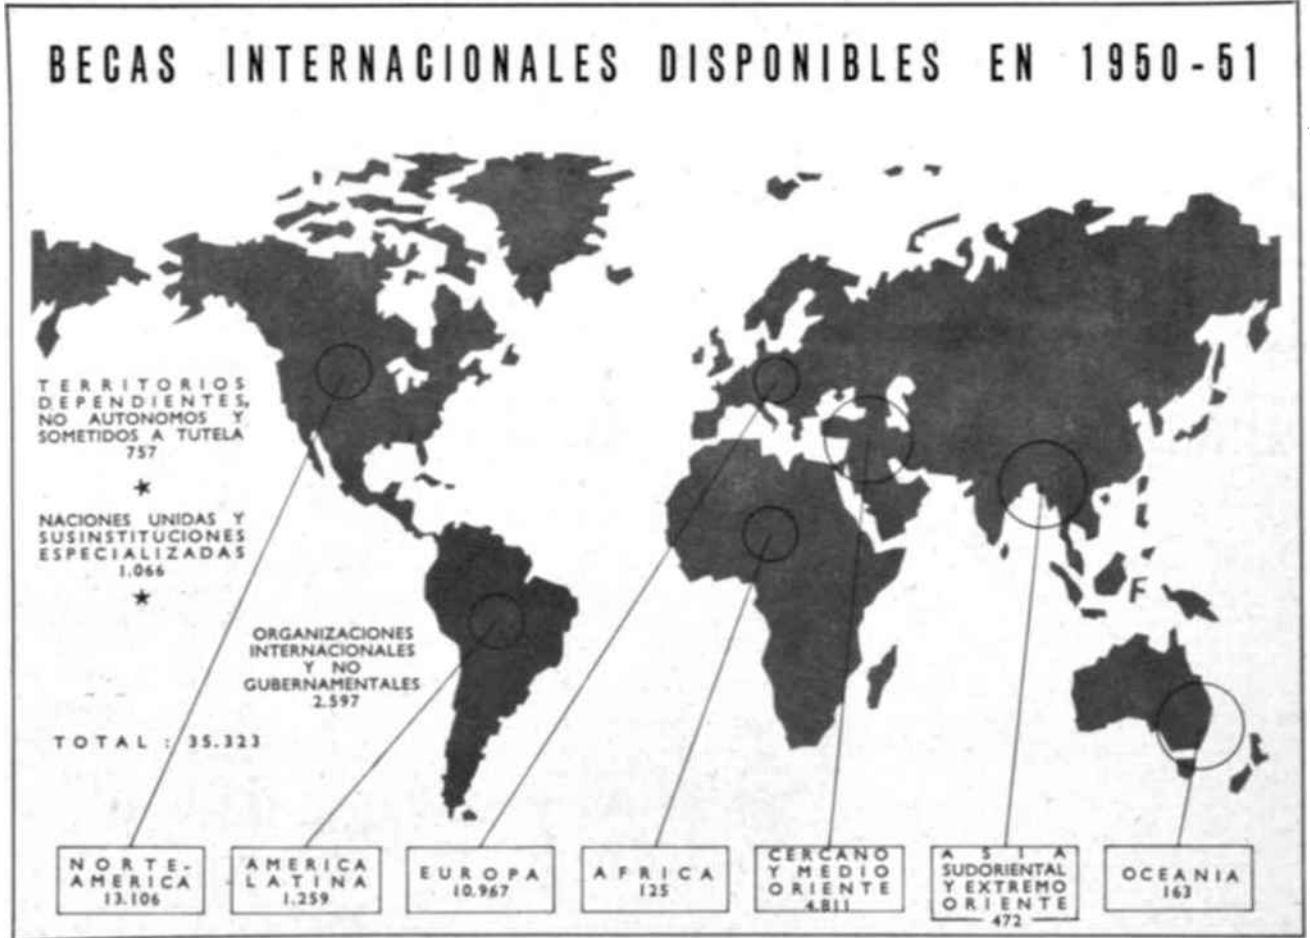 BECAS INTERNACIONALES DISPONIBLES EN 1950-51
TERRITORIOS
DEPENDIENTES,
NO AUTONOMOS Y
SOMETIDOS A TUTELA
757
NACIONES UNIDAS Y
SUSINSTITUCIONES
ESPECIALIZADAS
1.066
ORGANIZACIONES
INTERNACIONALES
Y NO
GUBERNAMENTALES
2.597
TOTAL : 35.323
F
NORTE-
AMERICA
13.106
AMERICA
LATINA
1.259
EUROPA
10.967
AFRICA
125
CERCANO
Y MEDIO
ORIENTE
4.811
ASIA
SUDORIENTAL
Y EXTREMO
ORIENTE
472
OCEANIA
163